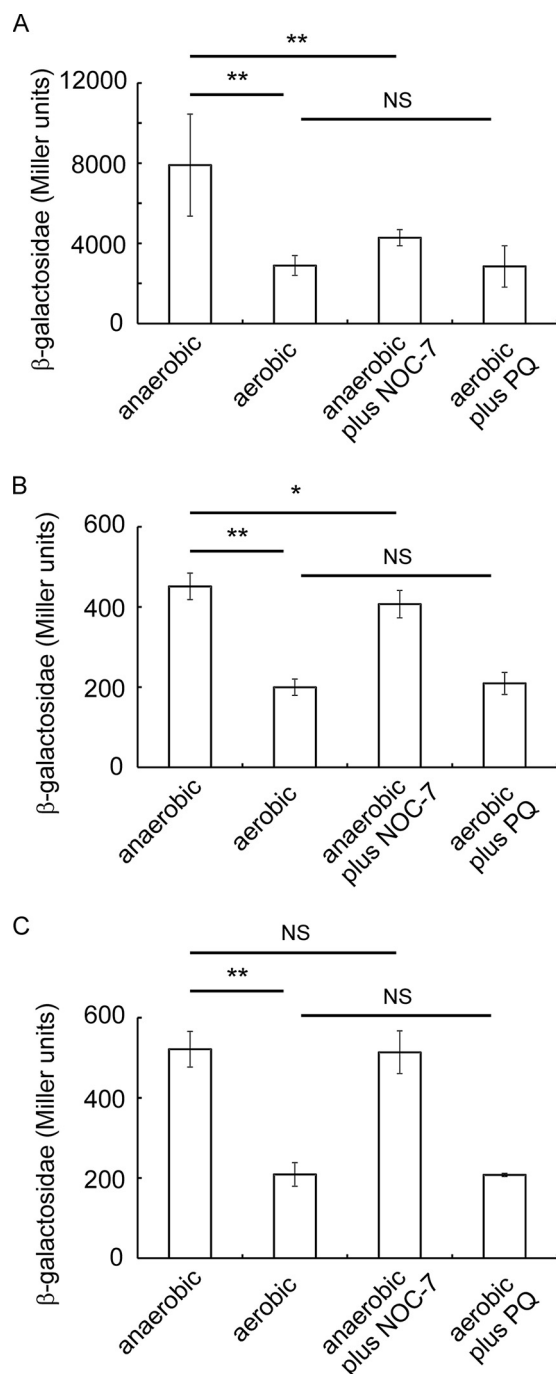 A
**
**
NS
12000
8000
4000
0
β-galactosidae (Miller units)
anaerobic
aerobic
anaerobic
plus NOC-7
aerobic
plus PQ
B
*
**
NS
600
400
200
0
β-galactosidae (Miller units)
anaerobic
aerobic
anaerobic
plus NOC-7
aerobic
plus PQ
C
NS
**
NS
600
400
200
0
β-galactosidae (Miller units)
anaerobic
aerobic
anaerobic
plus NOC-7
aerobic
plus PQ